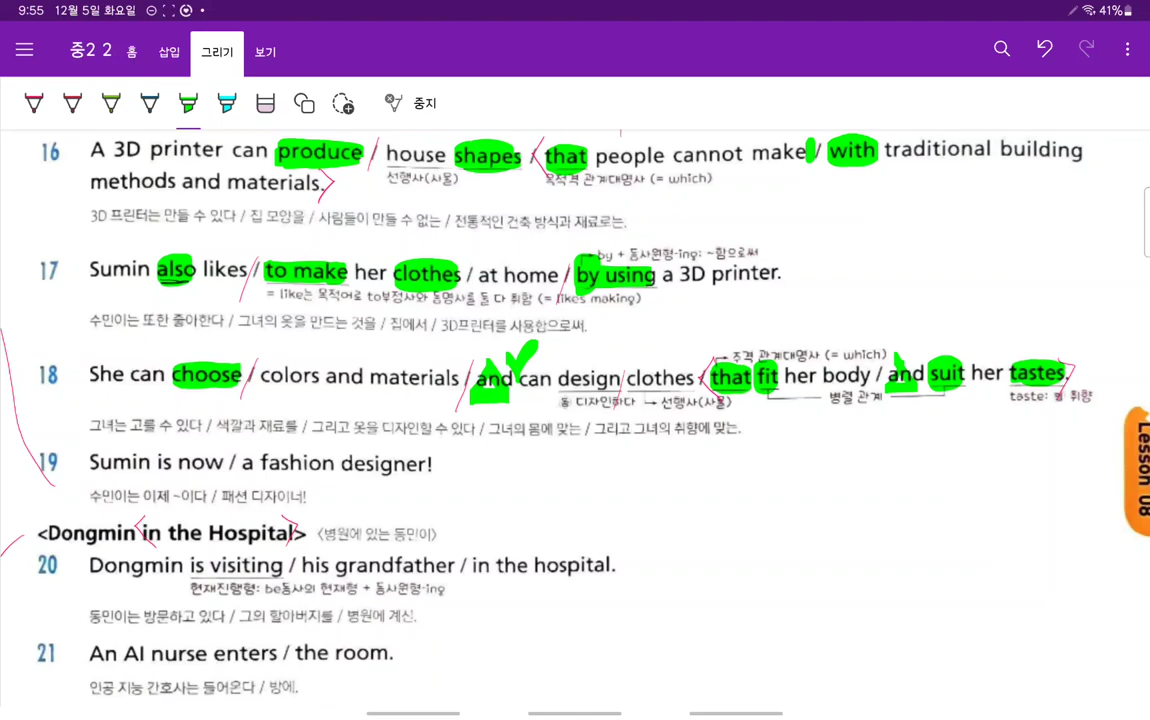 9:55 12월 5일 화요일 41%
중2 2 홈 삽입 그리기 보기
중지
16 A 3D printer can produce / house shapes / that people cannot make / with traditional building
선행사(사물) 목적격 관계대명사 (= which)
methods and materials.
3D 프린터는 만들 수 있다 / 집 모양을 / 사람들이 만들 수 없는 / 전통적인 건축 방식과 재료로는.
by + 동사원형-ing: ~함으로써
17 Sumin also likes / to make her clothes / at home / by using a 3D printer.
= like는 목적어로 to부정사와 동명사를 둘 다 취함 (= likes making)
수민이는 또한 좋아한다 / 그녀의 옷을 만드는 것을 / 집에서 / 3D프린터를 사용함으로써.
주격 관계대명사 (= which)
18 She can choose / colors and materials / and can design / clothes / that fit her body / and suit her tastes.
동 디자인하다 선행사(사물) 병렬 관계 taste: 명 취향
그녀는 고를 수 있다 / 색깔과 재료를 / 그리고 옷을 디자인할 수 있다 / 그녀의 몸에 맞는 / 그리고 그녀의 취향에 맞는.
19 Sumin is now / a fashion designer!
수민이는 이제 ~이다 / 패션 디자이너!
Lesson 08
<Dongmin in the Hospital> <병원에 있는 동민이>
20 Dongmin is visiting / his grandfather / in the hospital.
현재진행형: be동사의 현재형 + 동사원형-ing
동민이는 방문하고 있다 / 그의 할아버지를 / 병원에 계신.
21 An AI nurse enters / the room.
인공 지능 간호사는 들어온다 / 방에.